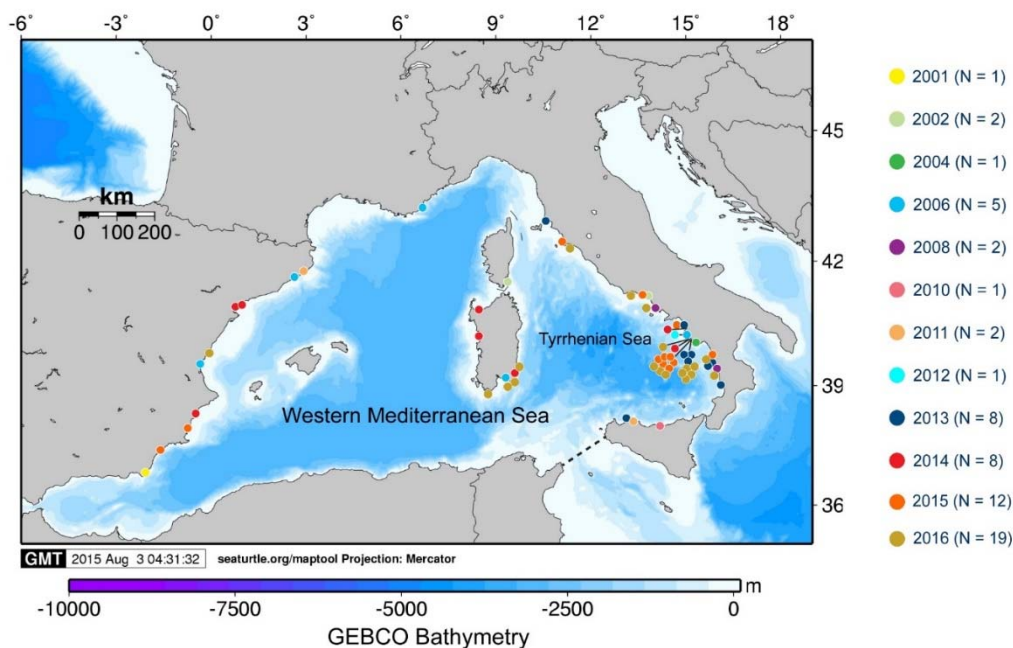 -6° -3° 0° 3° 6° 9° 12° 15° 18°
45
42
39
36
km
0 100 200
Tyrrhenian Sea
Western Mediterranean Sea
2001 (N = 1)
2002 (N = 2)
2004 (N = 1)
2006 (N = 5)
2008 (N = 2)
2010 (N = 1)
2011 (N = 2)
2012 (N = 1)
2013 (N = 8)
2014 (N = 8)
2015 (N = 12)
2016 (N = 19)
GMT 2015 Aug 3 04:31:32 seaturtle.org/maptool Projection: Mercator
m
-10000 -7500 -5000 -2500 0
GEBCO Bathymetry